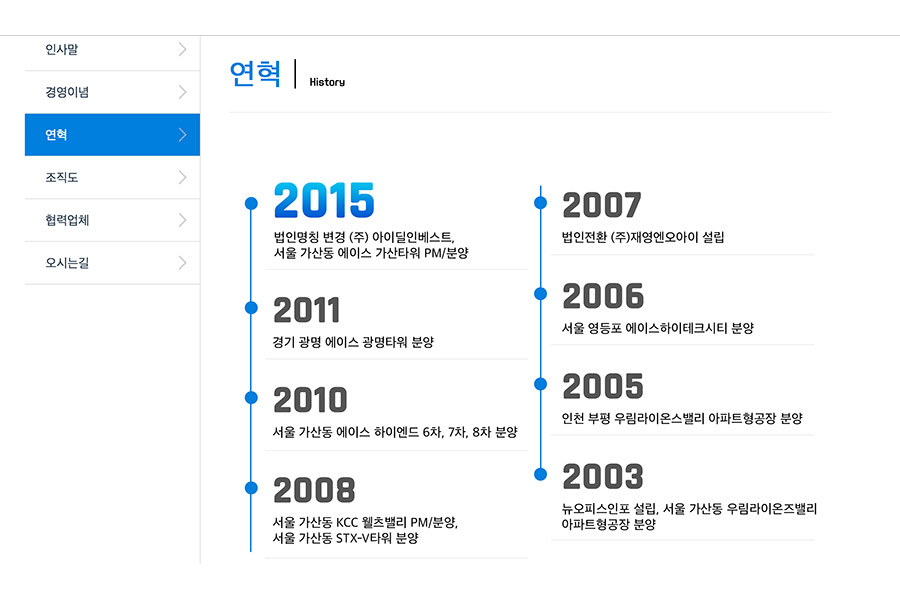 인사말
경영이념
연혁
조직도
협력업체
오시는길
연혁
History
2015
법인명칭 변경 (주) 아이딜인베스트,
서울 가산동 에이스 가산타워 PM/분양
2011
경기 광명 에이스 광명타워 분양
2010
서울 가산동 에이스 하이엔드 6차, 7차, 8차 분양
2008
서울 가산동 KCC 웰츠밸리 PM/분양,
서울 가산동 STX-V타워 분양
2007
법인전환 (주)재영엔오아이 설립
2006
서울 영등포 에이스하이테크시티 분양
2005
인천 부평 우림라이온스밸리 아파트형공장 분양
2003
뉴오피스인포 설립, 서울 가산동 우림라이온즈밸리
아파트형공장 분양